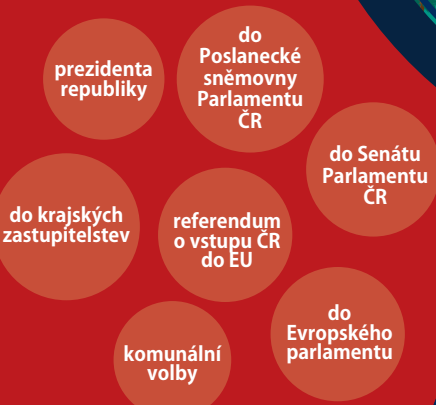 prezidenta
republiky
do
Poslanecké
sněmovny
Parlamentu
ČR
do Senátu
Parlamentu
ČR
do krajských
zastupitelstev
referendum
o vstupu ČR
do EU
do
Evropského
parlamentu
komunální
volby